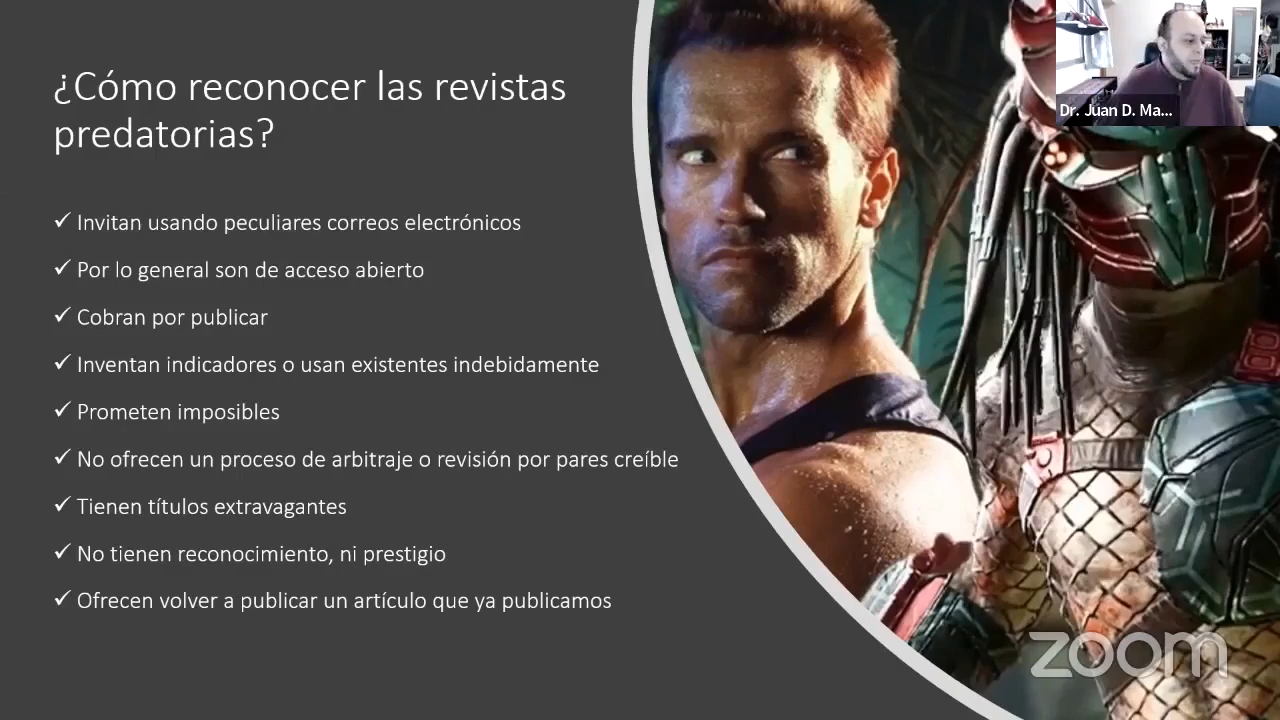 ¿Cómo reconocer las revistas
predatorias?
✓ Invitan usando peculiares correos electrónicos
✓ Por lo general son de acceso abierto
✓ Cobran por publicar
✓ Inventan indicadores o usan existentes indebidamente
✓ Prometen imposibles
✓ No ofrecen un proceso de arbitraje o revisión por pares creíble
✓ Tienen títulos extravagantes
✓ No tienen reconocimiento, ni prestigio
✓ Ofrecen volver a publicar un artículo que ya publicamos
Dr. Juan D. Ma...
zoom